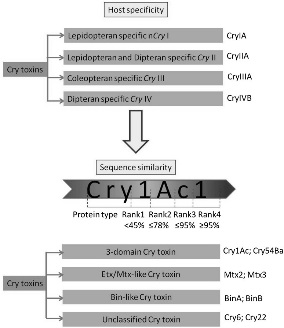 Host specificity
Lepidopteran specific nCry I CryIA
Lepidopteran and Dipteran specific Cry II CryIIA
Cry toxins
Coleopteran specific Cry III CryIIIA
Dipteran specific Cry IV CryIVB
Sequence similarity
Cry1Ac1
Protein type Rank1 Rank2 Rank3 Rank4
<45% ≤78% ≤95% ≥95%
3-domain Cry toxin Cry1Ac; Cry54Ba
Etx/Mtx-like Cry toxin Mtx2; Mtx3
Cry toxins
Bin-like Cry toxin BinA; BinB
Unclassified Cry toxin Cry6; Cry22